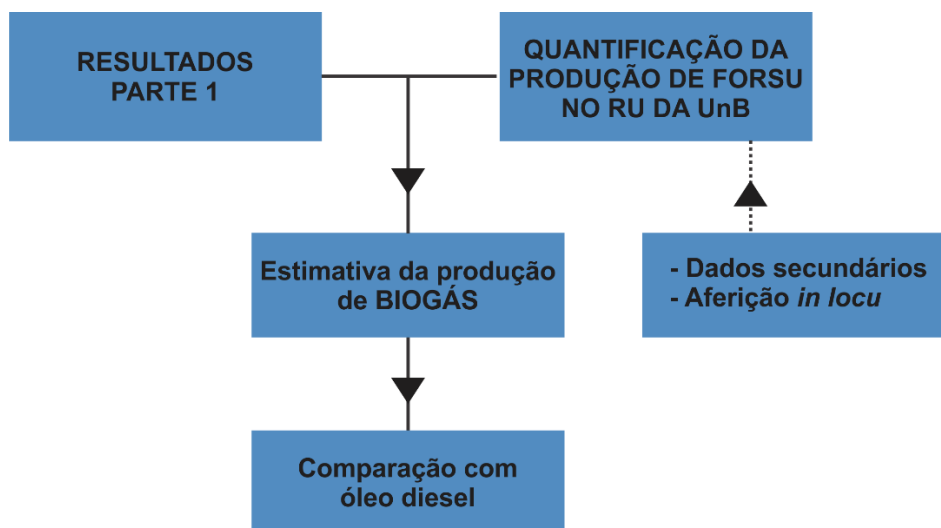 RESULTADOS
PARTE 1
QUANTIFICAÇÃO DA
PRODUÇÃO DE FORSU
NO RU DA UnB
Estimativa da produção
de BIOGÁS
- Dados secundários
- Aferição in locu
Comparação com
óleo diesel